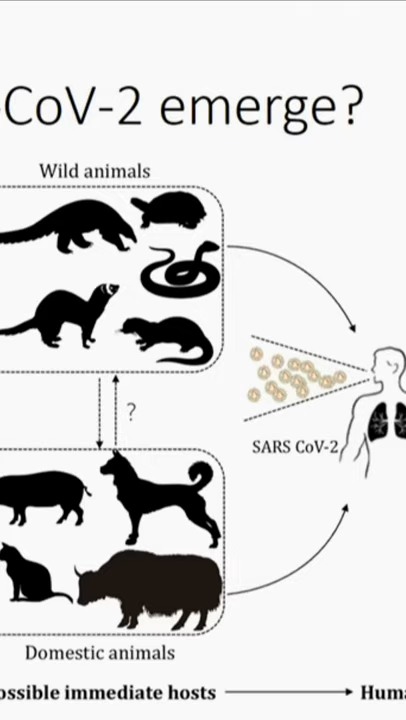 -CoV-2 emerge?
Wild animals
?
SARS CoV-2
Domestic animals
ossible immediate hosts
Huma